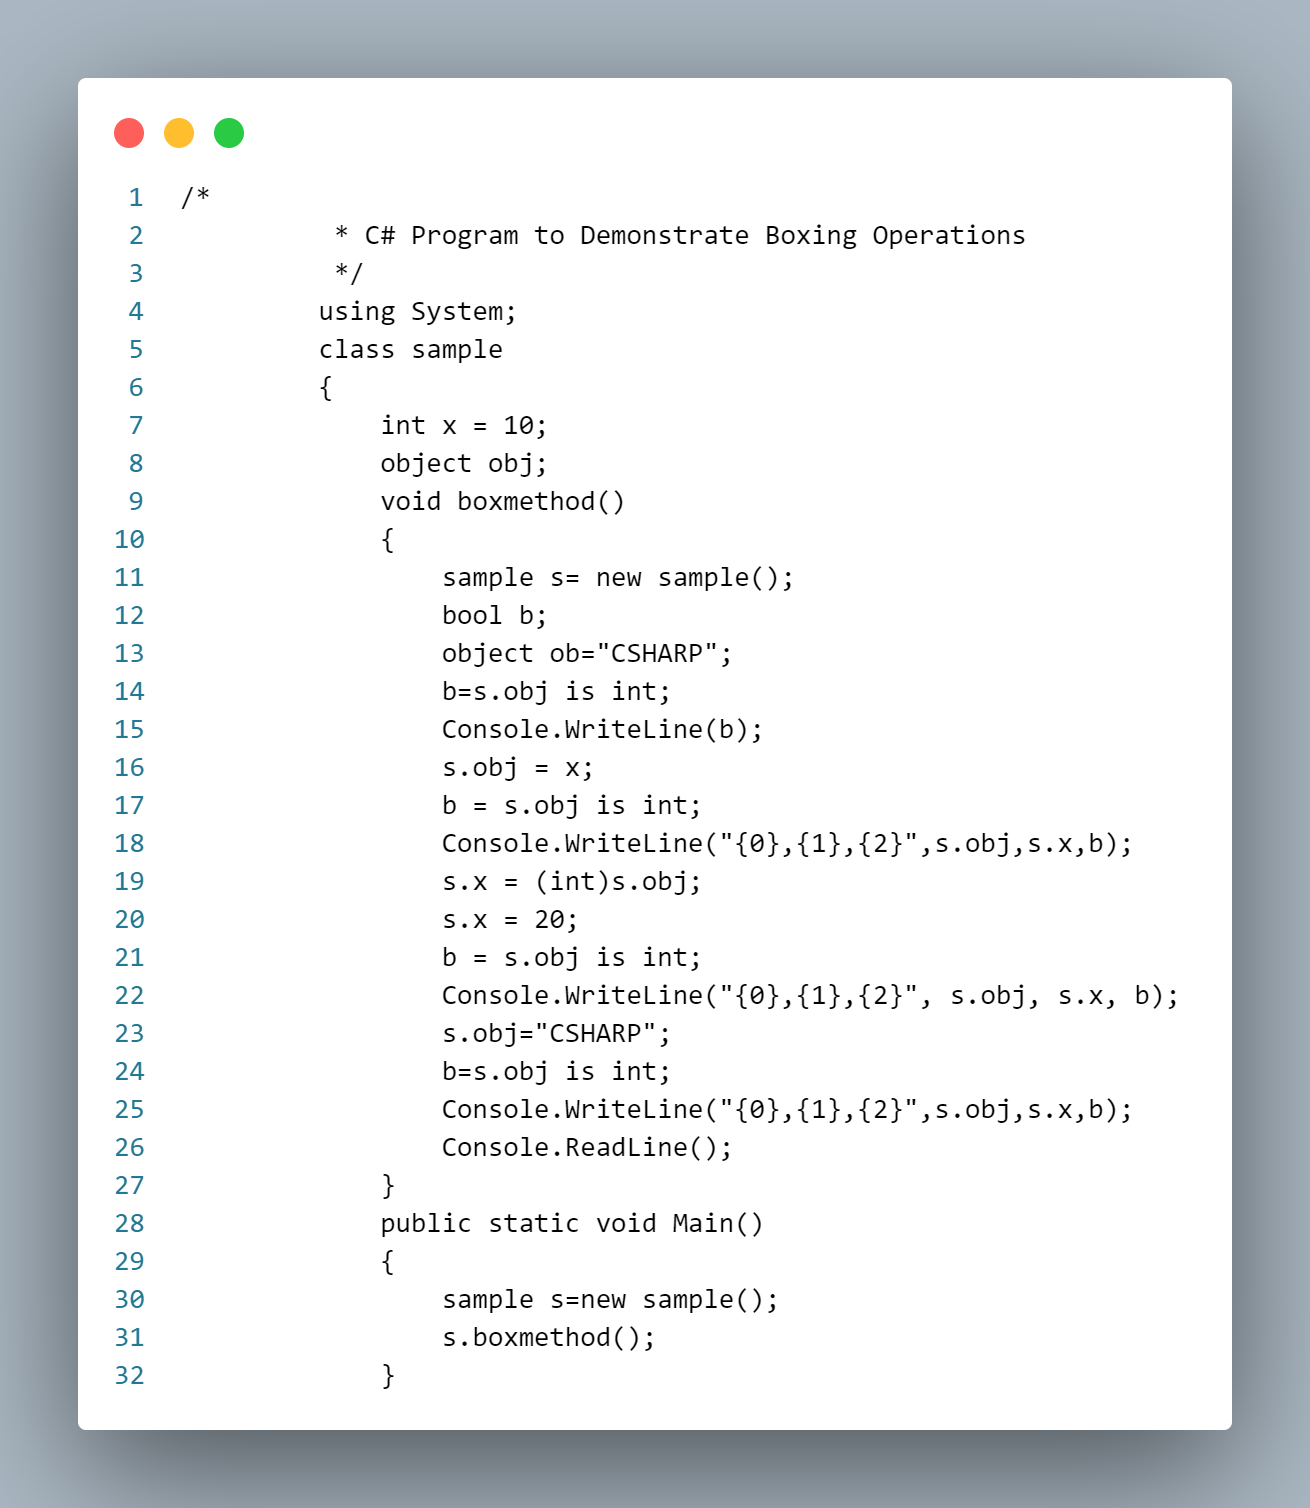 1 /*
2           * C# Program to Demonstrate Boxing Operations
3           */
4          using System;
5          class sample
6          {
7              int x = 10;
8              object obj;
9              void boxmethod()
10              {
11                  sample s= new sample();
12                  bool b;
13                  object ob="CSHARP";
14                  b=s.obj is int;
15                  Console.WriteLine(b);
16                  s.obj = x;
17                  b = s.obj is int;
18                  Console.WriteLine("{0},{1},{2}",s.obj,s.x,b);
19                  s.x = (int)s.obj;
20                  s.x = 20;
21                  b = s.obj is int;
22                  Console.WriteLine("{0},{1},{2}", s.obj, s.x, b);
23                  s.obj="CSHARP";
24                  b=s.obj is int;
25                  Console.WriteLine("{0},{1},{2}",s.obj,s.x,b);
26                  Console.ReadLine();
27              }
28              public static void Main()
29              {
30                  sample s=new sample();
31                  s.boxmethod();
32              }